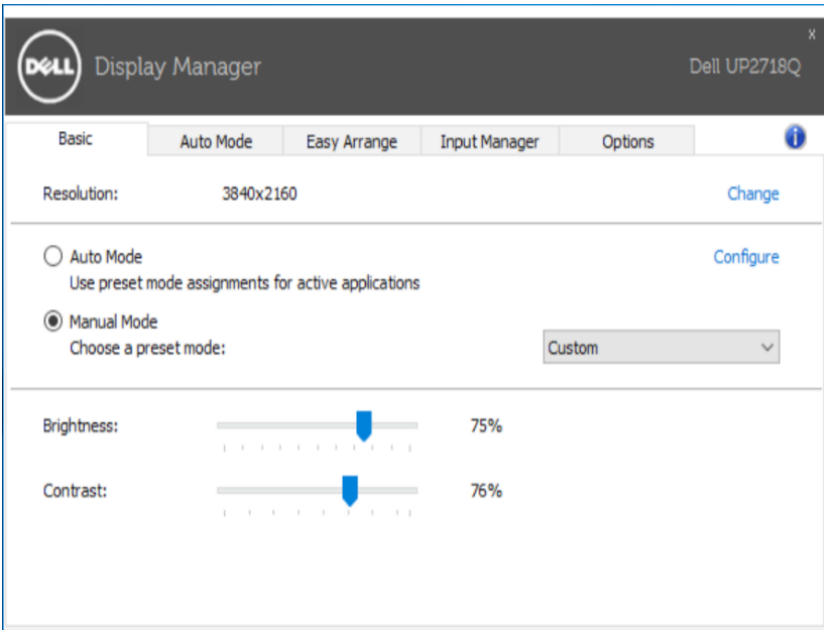 DELL Display Manager
x
Dell UP2718Q
Basic Auto Mode Easy Arrange Input Manager Options i
Resolution: 3840x2160 Change
Auto Mode Configure
Use preset mode assignments for active applications
Manual Mode
Choose a preset mode: Custom
Brightness: 75%
Contrast: 76%